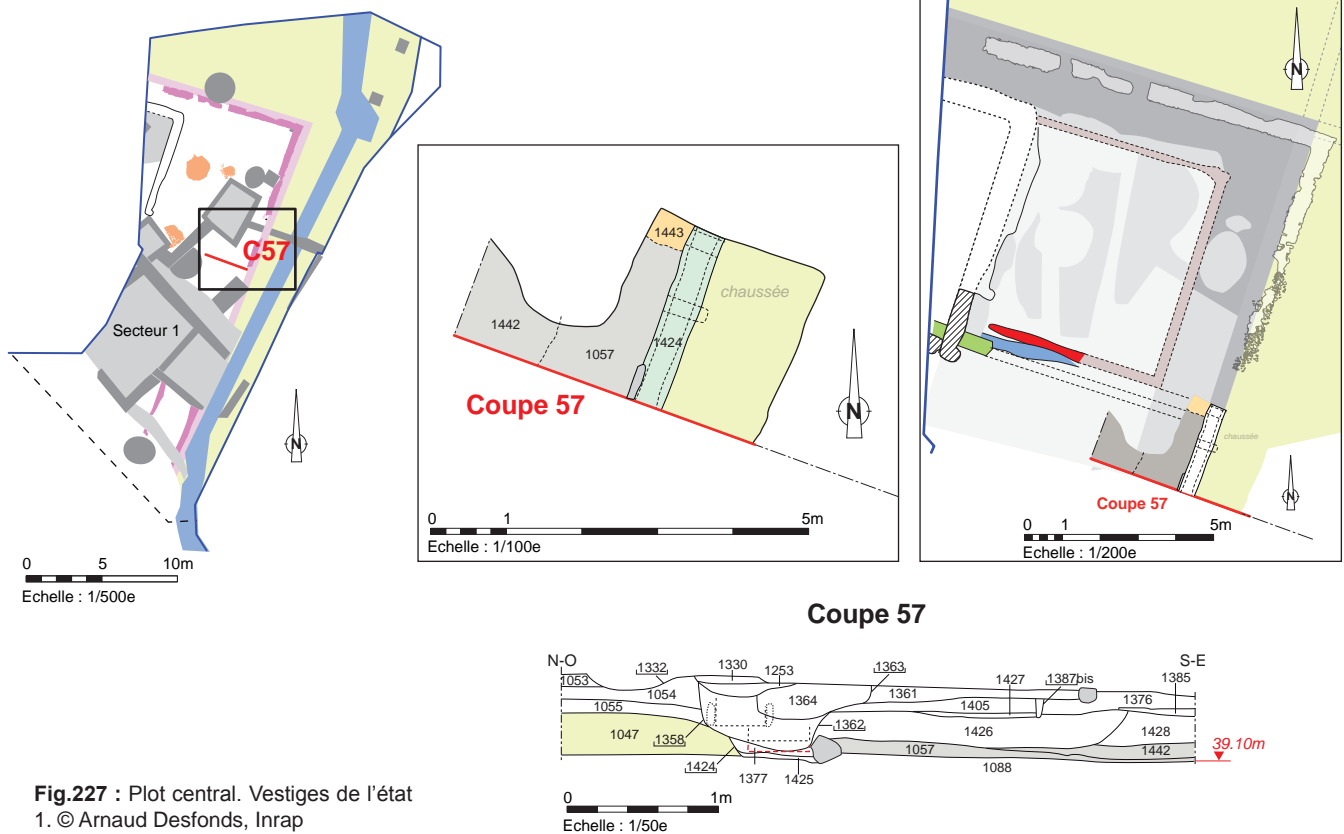 N
Secteur 1
C57
0 5 10m
Echelle : 1/500e
1443
chaussée
1442
1057
1424
Coupe 57
N
0 1 5m
Echelle : 1/100e
N
chaussée
Coupe 57
N
0 1 5m
Echelle : 1/200e
Coupe 57
N-O
S-E
1053
1332
1054
1330
1253
1363
1364
1361
1427
1387bis
1385
1376
1055
1405
1047
1358
1362
1426
1428
1057
1442
1424
1377
1425
1088
39.10m
0 1m
Echelle : 1/50e
Fig.227 : Plot central. Vestiges de l'état
1. © Arnaud Desfonds, Inrap